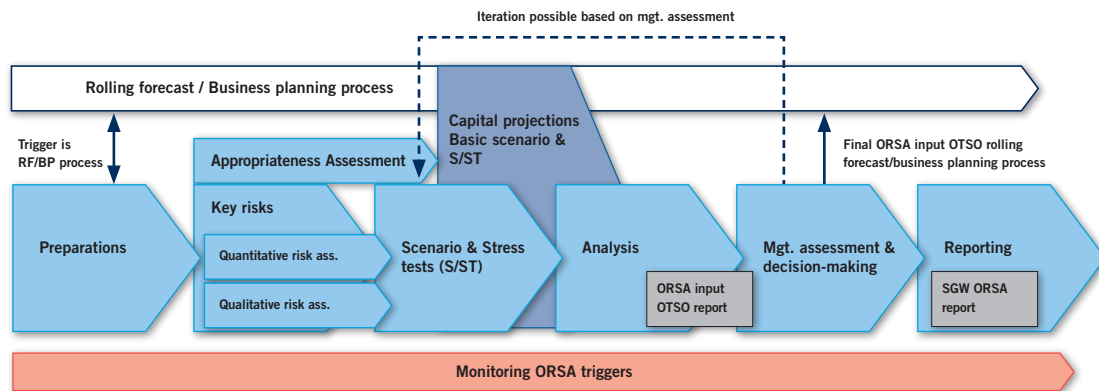 Iteration possible based on mgt. assessment
Rolling forecast / Business planning process
Trigger is
RF/BP process
Appropriateness Assessment
Capital projections
Basic scenario &
S/ST
Final ORSA input OTSO rolling
forecast/business planning process
Preparations
Key risks
Quantitative risk ass.
Qualitative risk ass.
Scenario & Stress
tests (S/ST)
Analysis
ORSA input
OTSO report
Mgt. assessment &
decision-making
Reporting
SGW ORSA
report
Monitoring ORSA triggers